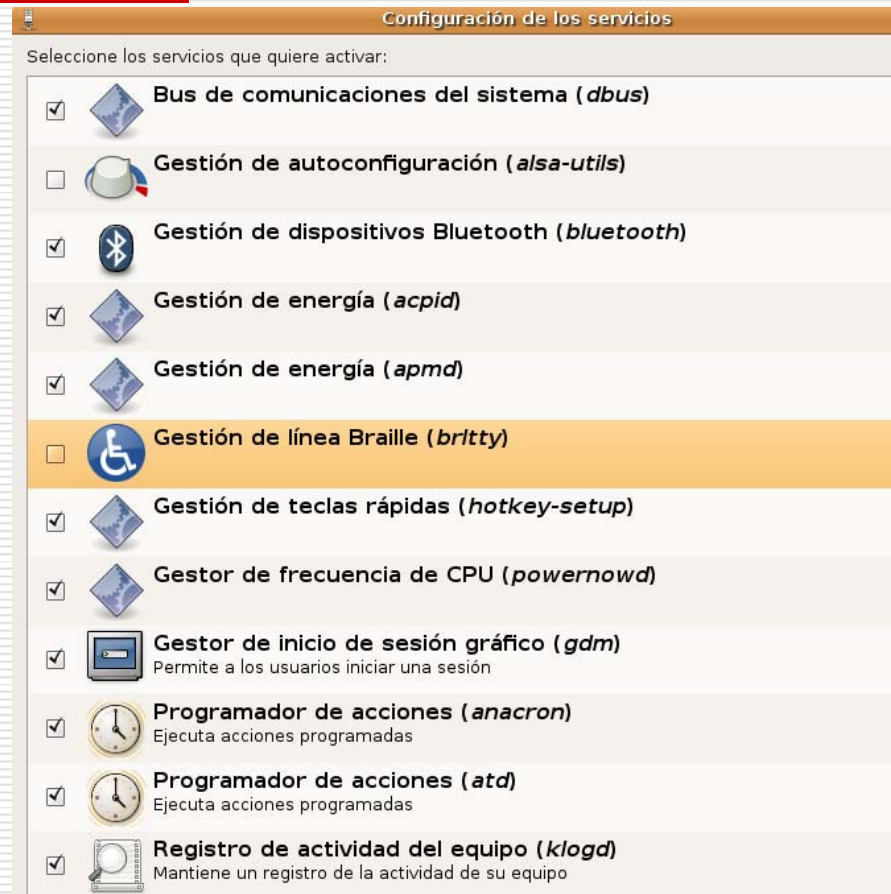 Configuración de los servicios
Seleccione los servicios que quiere activar:
Bus de comunicaciones del sistema (dbus)
Gestión de autoconfiguración (alsa-utils)
Gestión de dispositivos Bluetooth (bluetooth)
Gestión de energía (acpid)
Gestión de energía (apmd)
Gestión de línea Braille (brltty)
Gestión de teclas rápidas (hotkey-setup)
Gestor de frecuencia de CPU (powernowd)
Gestor de inicio de sesión gráfico (gdm)
Permite a los usuarios iniciar una sesión
Programador de acciones (anacron)
Ejecuta acciones programadas
Programador de acciones (atd)
Ejecuta acciones programadas
Registro de actividad del equipo (klogd)
Mantiene un registro de la actividad de su equipo